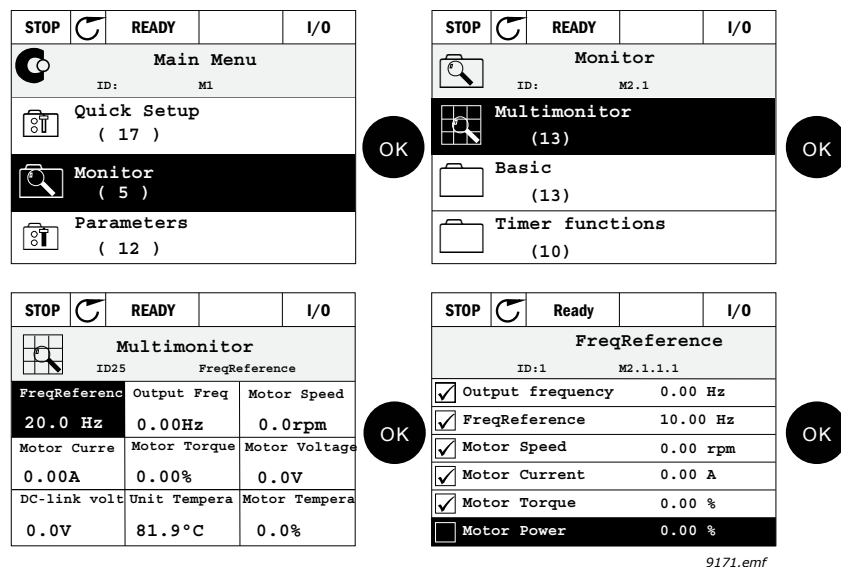 STOP READY I/O
Main Menu
ID: M1
Quick Setup
( 17 )
Monitor
( 5 )
Parameters
( 12 )
OK
STOP READY I/O
Monitor
ID: M2.1
Multimonitor
(13)
Basic
(13)
Timer functions
(10)
OK
STOP READY I/O
Multimonitor
ID25 FreqReference
FreqReferenc Output Freq Motor Speed
20.0 Hz 0.00Hz 0.0rpm
Motor Curre Motor Torque Motor Voltage
0.00A 0.00% 0.0V
DC-link volt Unit Tempera Motor Tempera
0.0V 81.9°C 0.0%
OK
STOP Ready I/O
FreqReference
ID:1 M2.1.1.1
Output frequency 0.00 Hz
FreqReference 10.00 Hz
Motor Speed 0.00 rpm
Motor Current 0.00 A
Motor Torque 0.00 %
Motor Power 0.00 %
OK
9171.emf